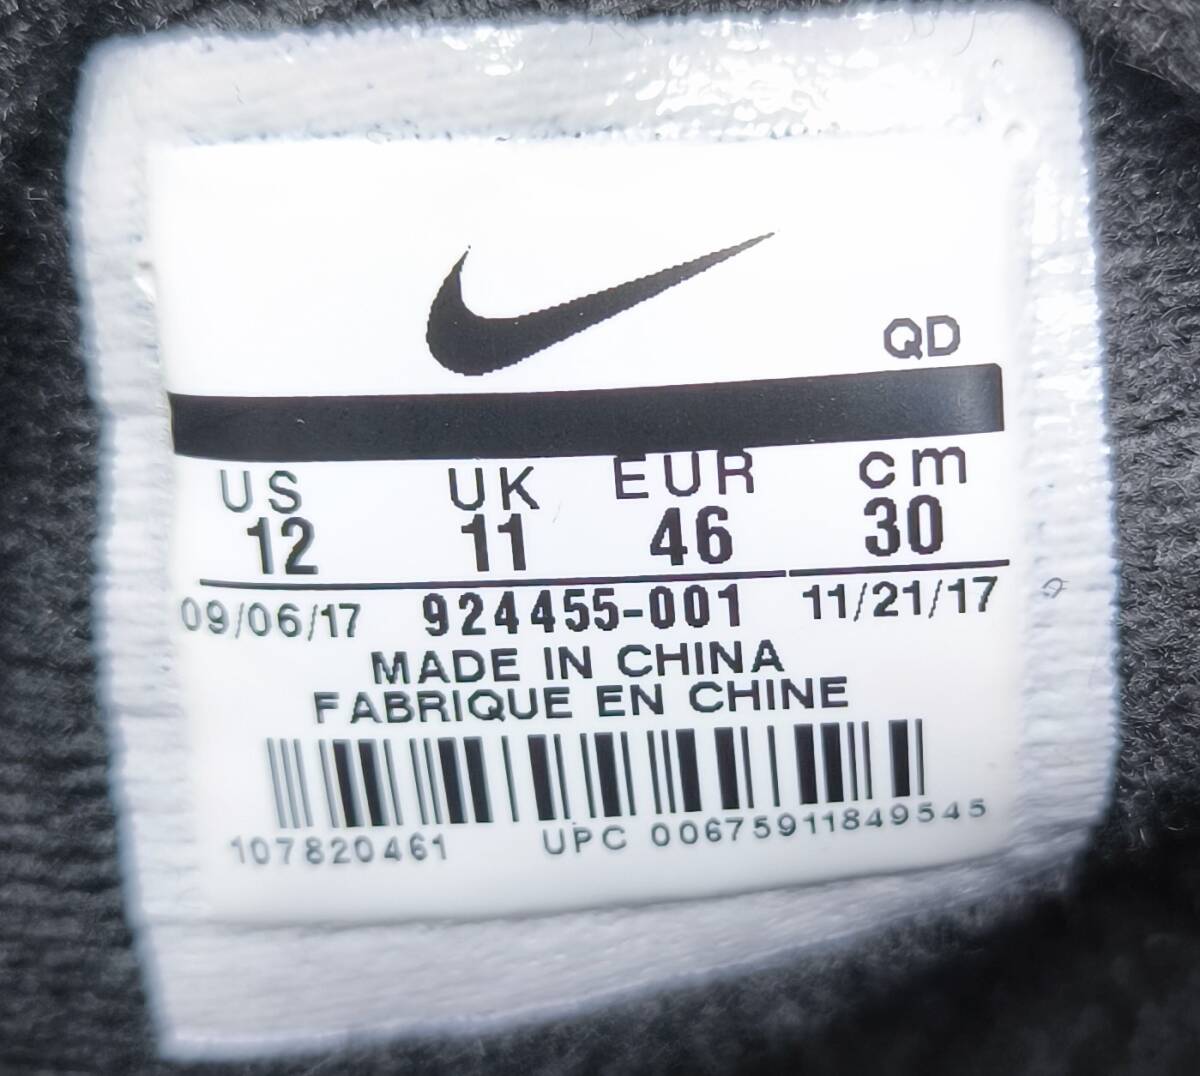 QD
US UK EUR cm
12 11 46 30
09/06/17 924455-001 11/21/17
MADE IN CHINA
FABRIQUE EN CHINE
107820461 UPC 00675911849545